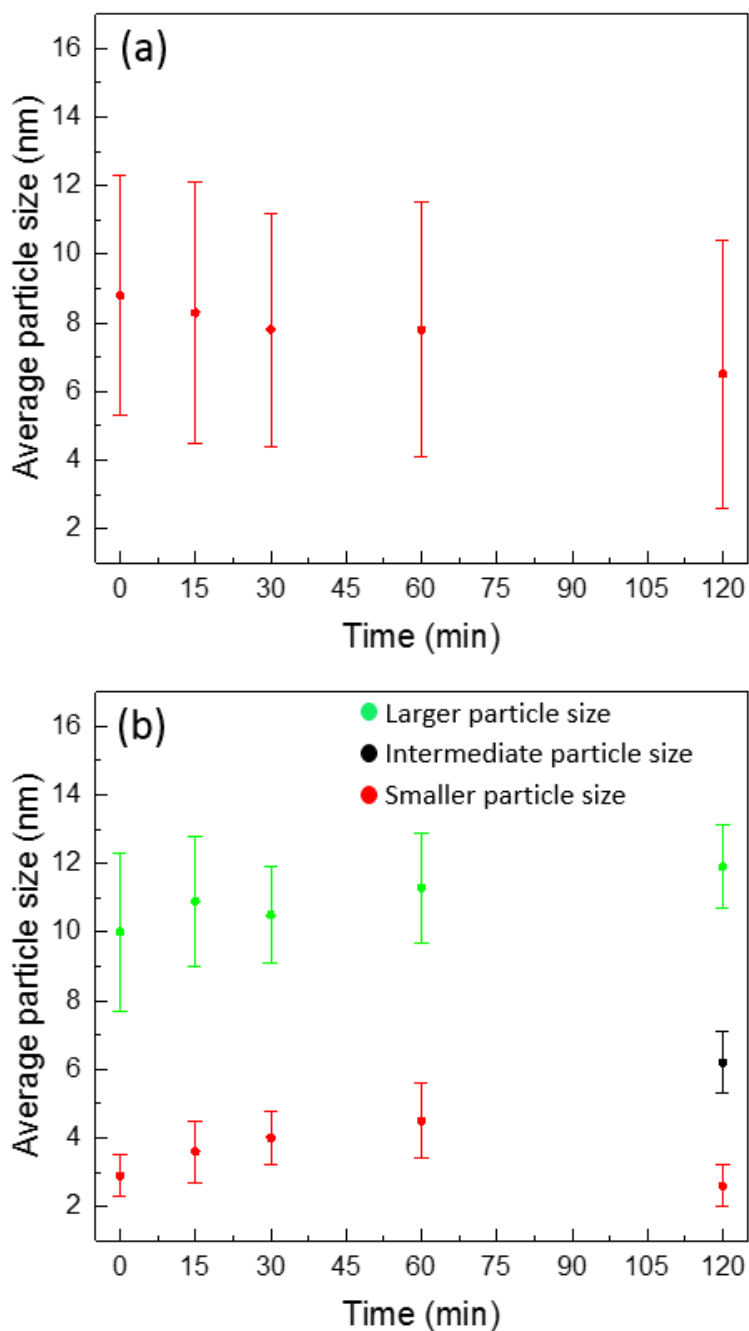 (a)
Average particle size (nm)
16
14
12
10
8
6
4
2
0 15 30 45 60 75 90 105 120
Time (min)
(b)
Larger particle size
Intermediate particle size
Smaller particle size
Average particle size (nm)
16
14
12
10
8
6
4
2
0 15 30 45 60 75 90 105 120
Time (min)